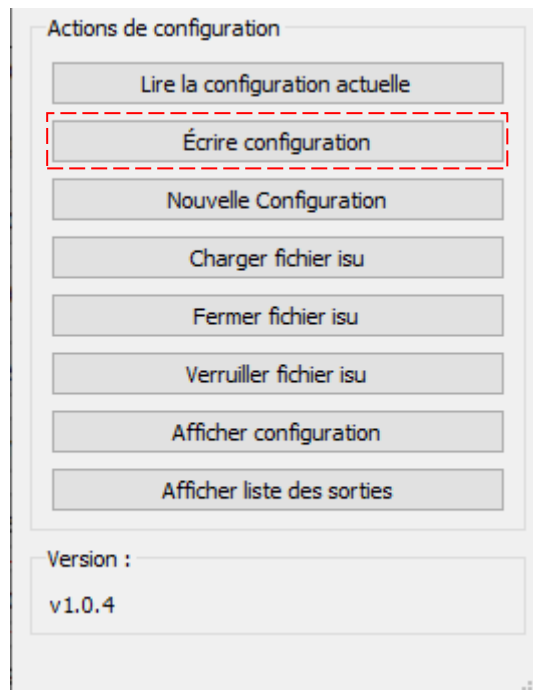 Actions de configuration
Lire la configuration actuelle
Écrire configuration
Nouvelle Configuration
Charger fichier isu
Fermer fichier isu
Verruiller fichier isu
Afficher configuration
Afficher liste des sorties
Version :
v1.0.4